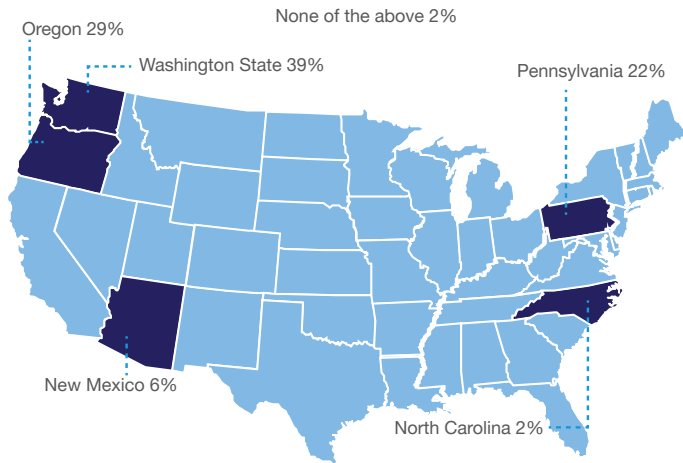 None of the above 2%
Oregon 29%
Washington State 39%
Pennsylvania 22%
New Mexico 6%
North Carolina 2%